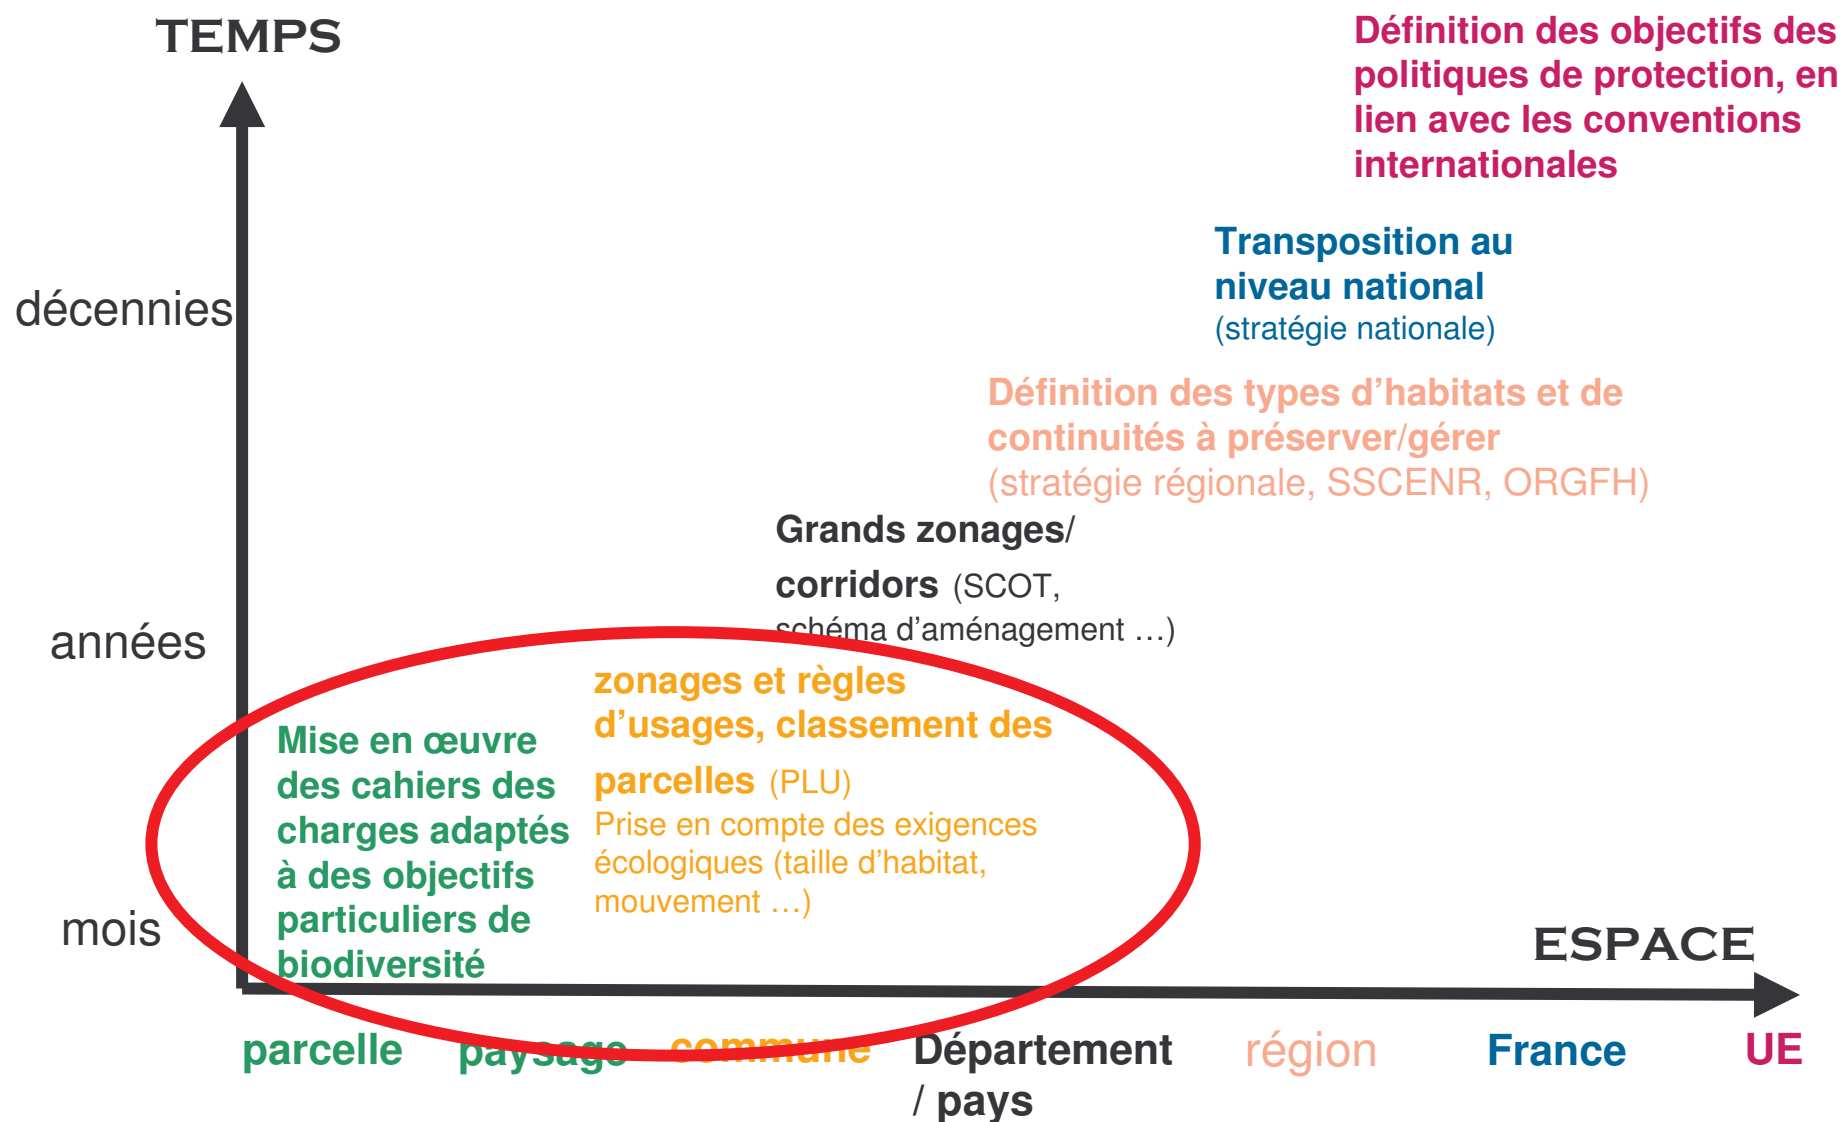 TEMPS
Définition des objectifs des
politiques de protection, en
lien avec les conventions
internationales
Transposition au
niveau national
(stratégie nationale)
décennies
Définition des types d’habitats et de
continuités à préserver/gérer
(stratégie régionale, SSCENR, ORGFH)
Grands zonages/
corridors (SCOT,
schéma d’aménagement …)
années
zonages et règles
d’usages, classement des
parcelles (PLU)
Prise en compte des exigences
écologiques (taille d’habitat,
mouvement …)
Mise en œuvre
des cahiers des
charges adaptés
à des objectifs
particuliers de
biodiversité
mois
ESPACE
parcelle
paysage
commune
Département
/ pays
région
France
UE